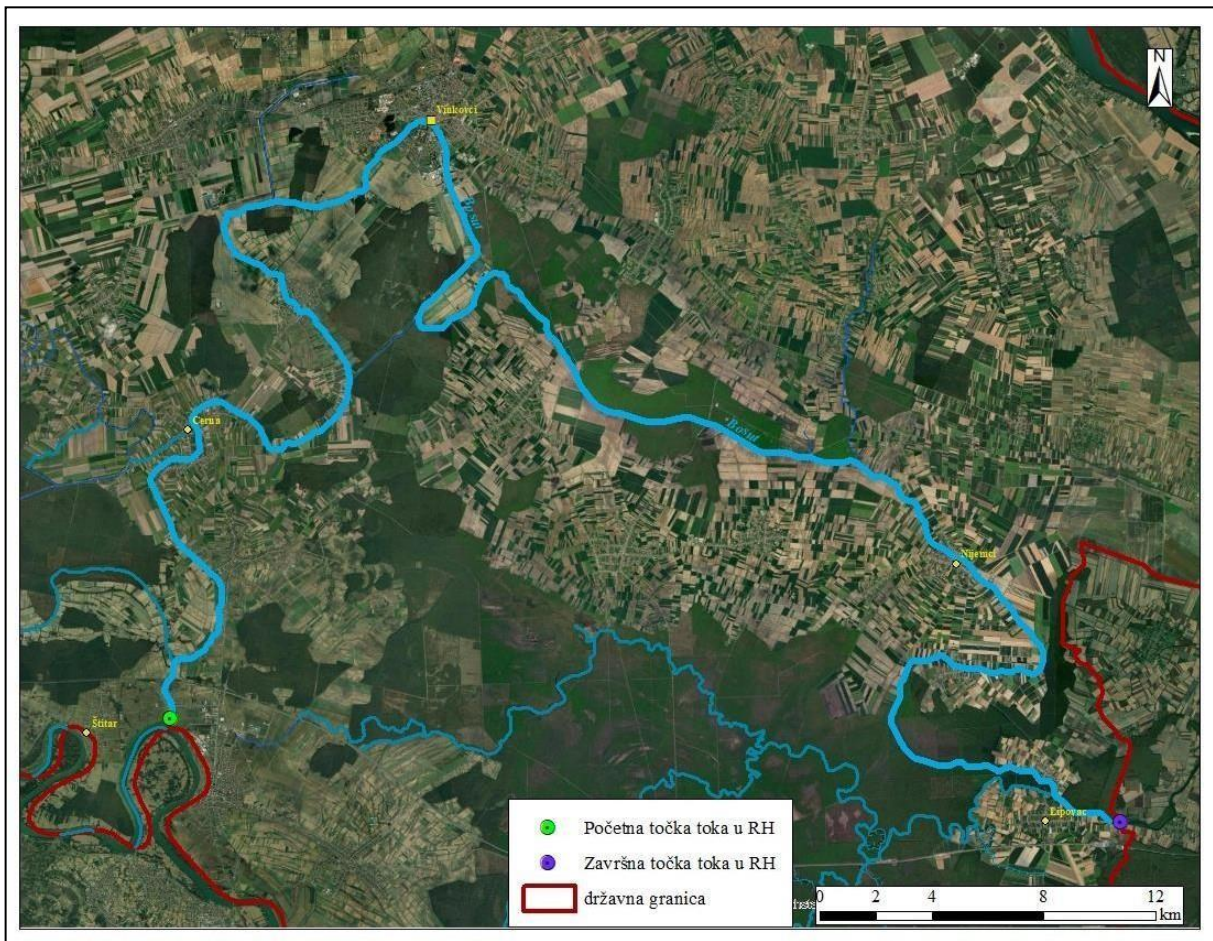 N
Vinkovci
Bosut
Cerna
Bosut
Nijemci
Štitar
Lipovac
Početna točka toka u RH
Završna točka toka u RH
državna granica
0 2 4 8 12
km